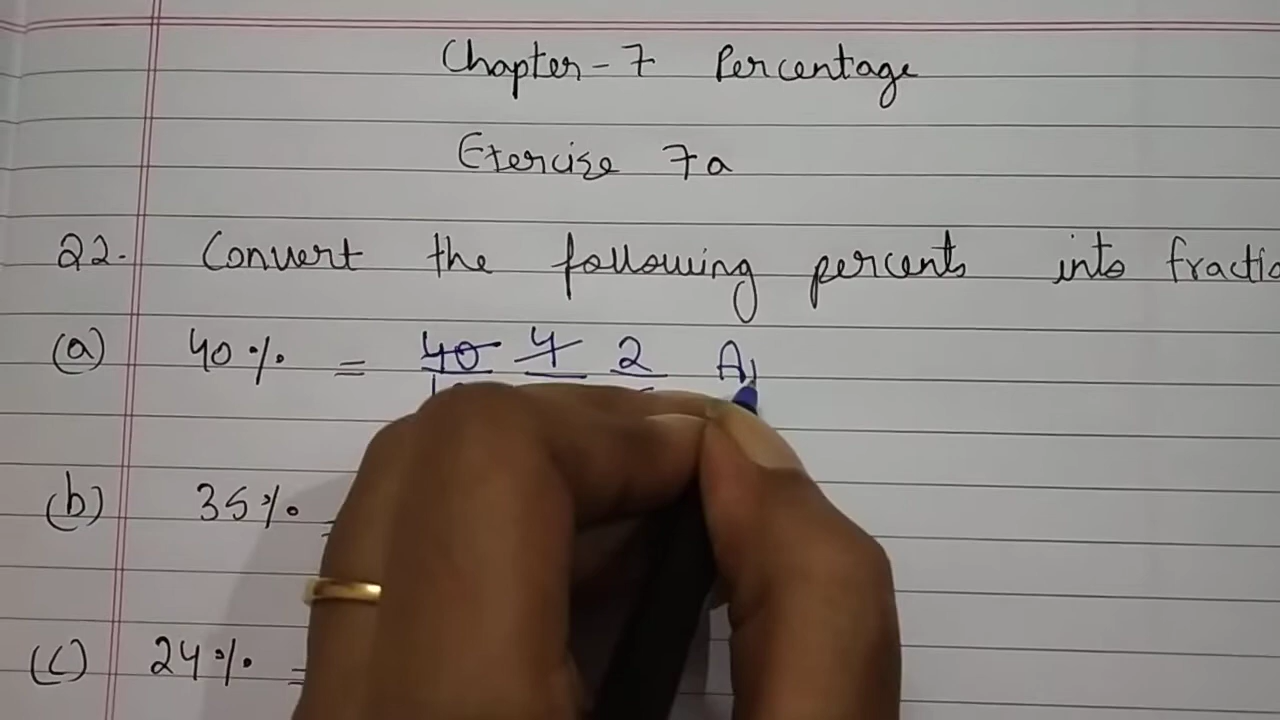 Chapter-7 Percentage
Exercise 7a
22. Convert the following percents into fractio
(a) 40% = 40 4 2 A
(b) 35%
(c) 24% =